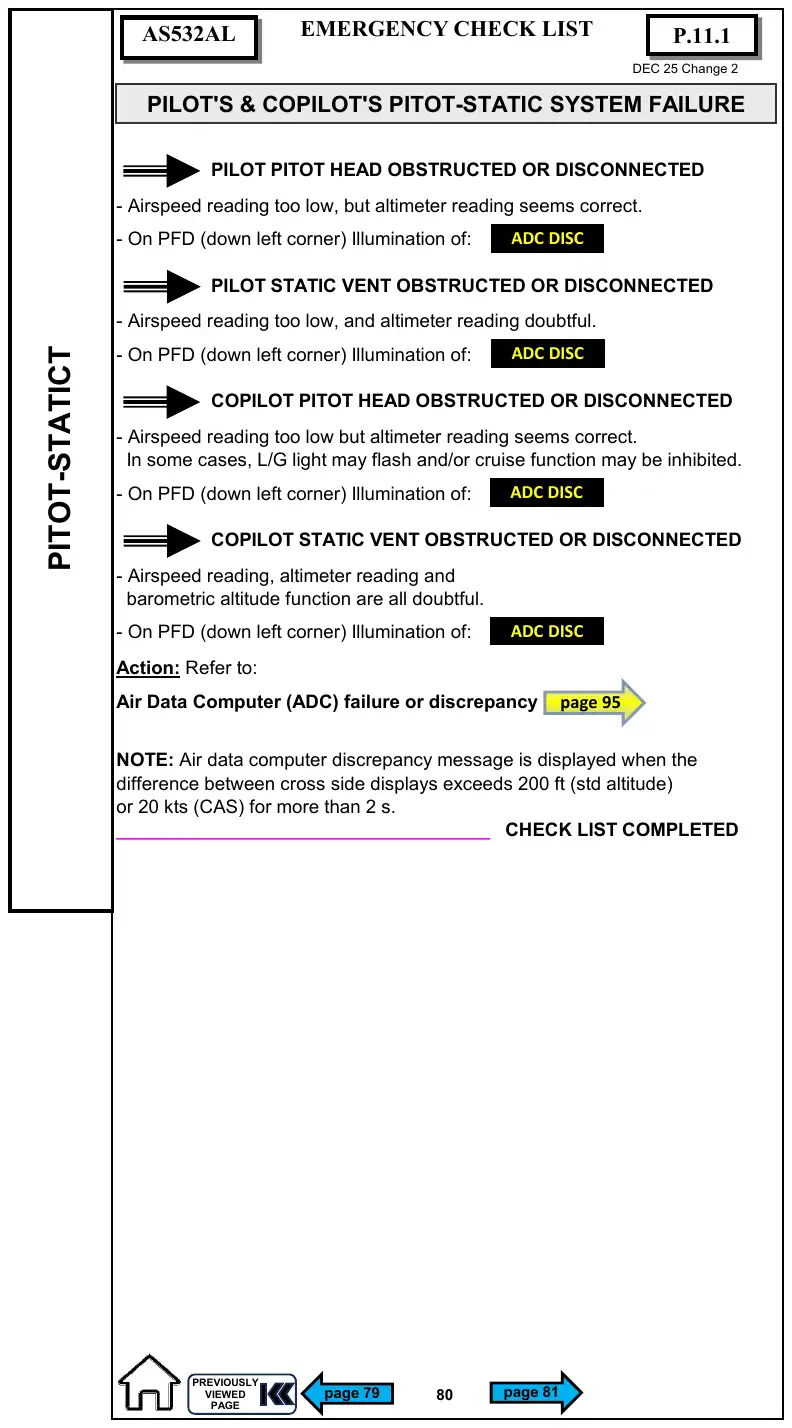 AS532AL
EMERGENCY CHECK LIST
P.11.1
DEC 25 Change 2
PILOT'S & COPILOT'S PITOT-STATIC SYSTEM FAILURE
PITOT-STATICT
PILOT PITOT HEAD OBSTRUCTED OR DISCONNECTED
- Airspeed reading too low, but altimeter reading seems correct.
- On PFD (down left corner) Illumination of: ADC DISC
PILOT STATIC VENT OBSTRUCTED OR DISCONNECTED
- Airspeed reading too low, and altimeter reading doubtful.
- On PFD (down left corner) Illumination of: ADC DISC
COPILOT PITOT HEAD OBSTRUCTED OR DISCONNECTED
- Airspeed reading too low but altimeter reading seems correct.
In some cases, L/G light may flash and/or cruise function may be inhibited.
- On PFD (down left corner) Illumination of: ADC DISC
COPILOT STATIC VENT OBSTRUCTED OR DISCONNECTED
- Airspeed reading, altimeter reading and
barometric altitude function are all doubtful.
- On PFD (down left corner) Illumination of: ADC DISC
Action: Refer to:
Air Data Computer (ADC) failure or discrepancy page 95
NOTE: Air data computer discrepancy message is displayed when the
difference between cross side displays exceeds 200 ft (std altitude)
or 20 kts (CAS) for more than 2 s.
CHECK LIST COMPLETED
PREVIOUSLY
VIEWED
PAGE
page 79
80
page 81